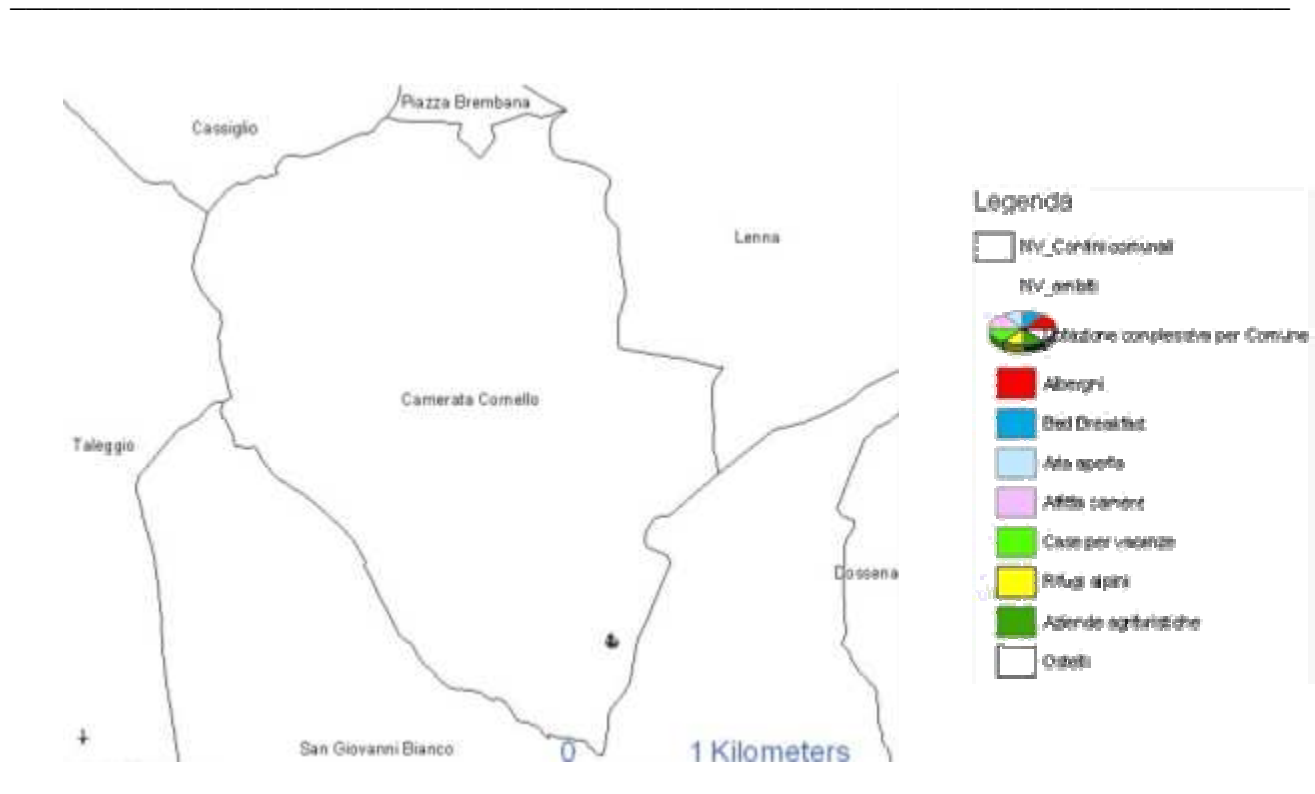 Piazza Brembana
Cassiglio
Lenna
Camerata Cornello
Taleggio
Dossena
San Giovanni Bianco
0 1 Kilometers
Legenda
NV_Confini comunali
NV_ambiti
complessiva per Comune
Alberghi
Bed Breakfast
Aria aperta
Affitta camere
Case per vacanze
Rifugi alpini
Aziende agrituristiche
Ostelli